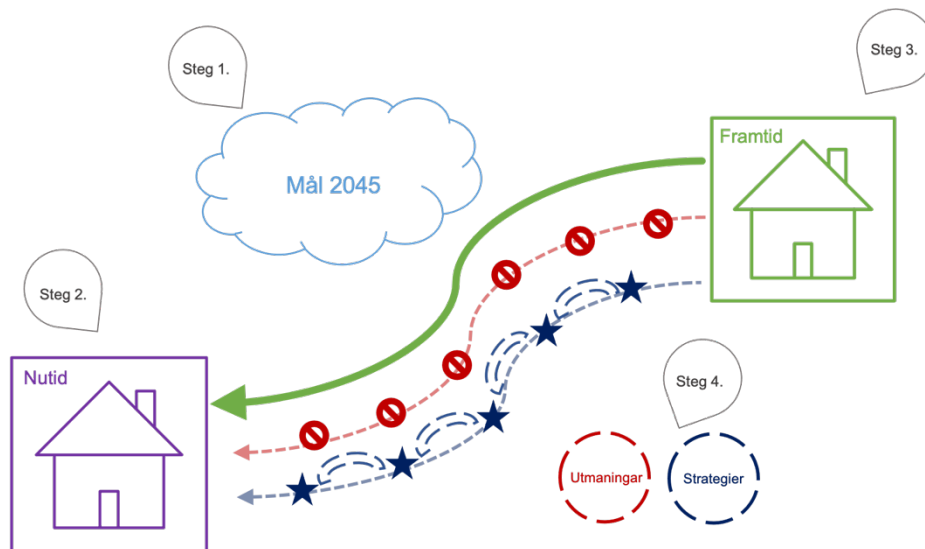 Steg 1.
Steg 3.
Framtid
Mål 2045
Steg 2.
Nutid
Steg 4.
Utmaningar
Strategier